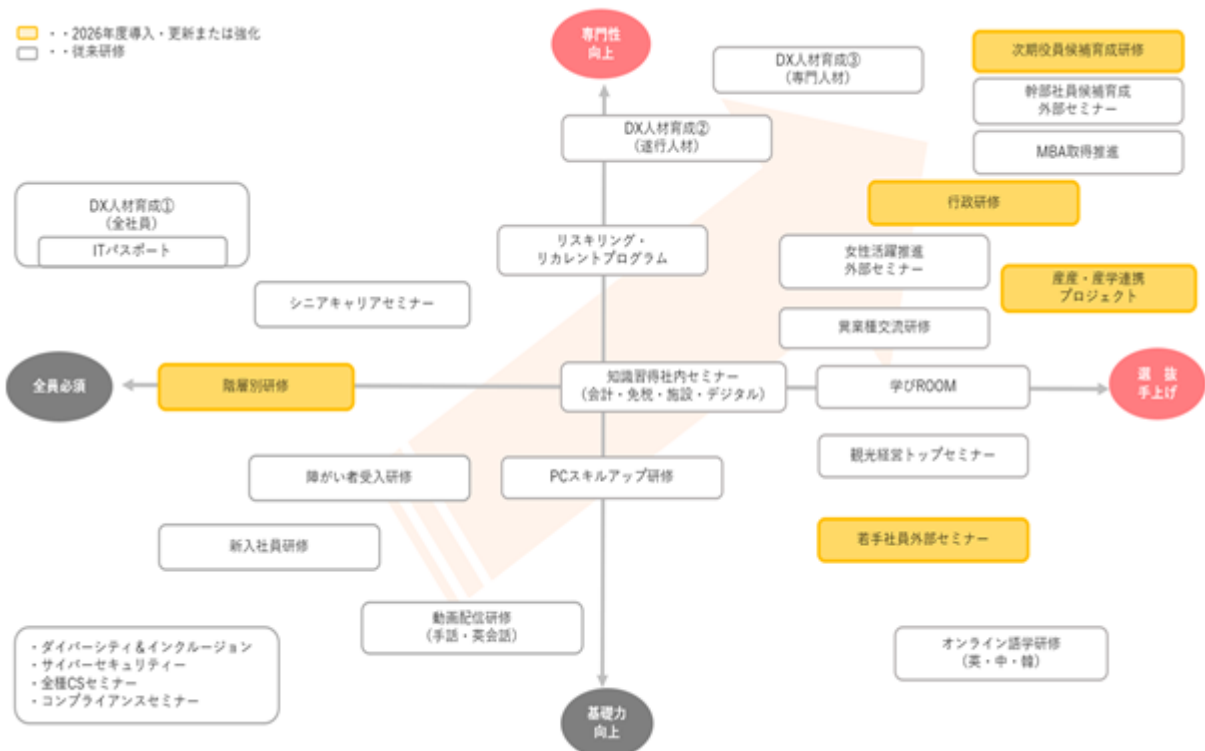 ・・2026年度導入・更新または強化
・・従来研修
専門性
向上
DX人材育成③
(専門人材)
次期役員候補育成研修
幹部社員候補育成
外部セミナー
DX人材育成②
(遂行人材)
MBA取得推進
DX人材育成①
(全社員)
ITパスポート
行政研修
リスキリング・
リカレントプログラム
女性活躍推進
外部セミナー
産産・産学連携
プロジェクト
シニアキャリアセミナー
異業種交流研修
全員必須
階層別研修
知識習得社内セミナー
(会計・免税・施設・デジタル)
学びROOM
選 抜
手上げ
観光経営トップセミナー
障がい者受入研修
PCスキルアップ研修
新入社員研修
若手社員外部セミナー
動画配信研修
(手話・英会話)
オンライン語学研修
(英・中・韓)
・ダイバーシティ&インクルージョン
・サイバーセキュリティー
・全種CSセミナー
・コンプライアンスセミナー
基礎力
向上